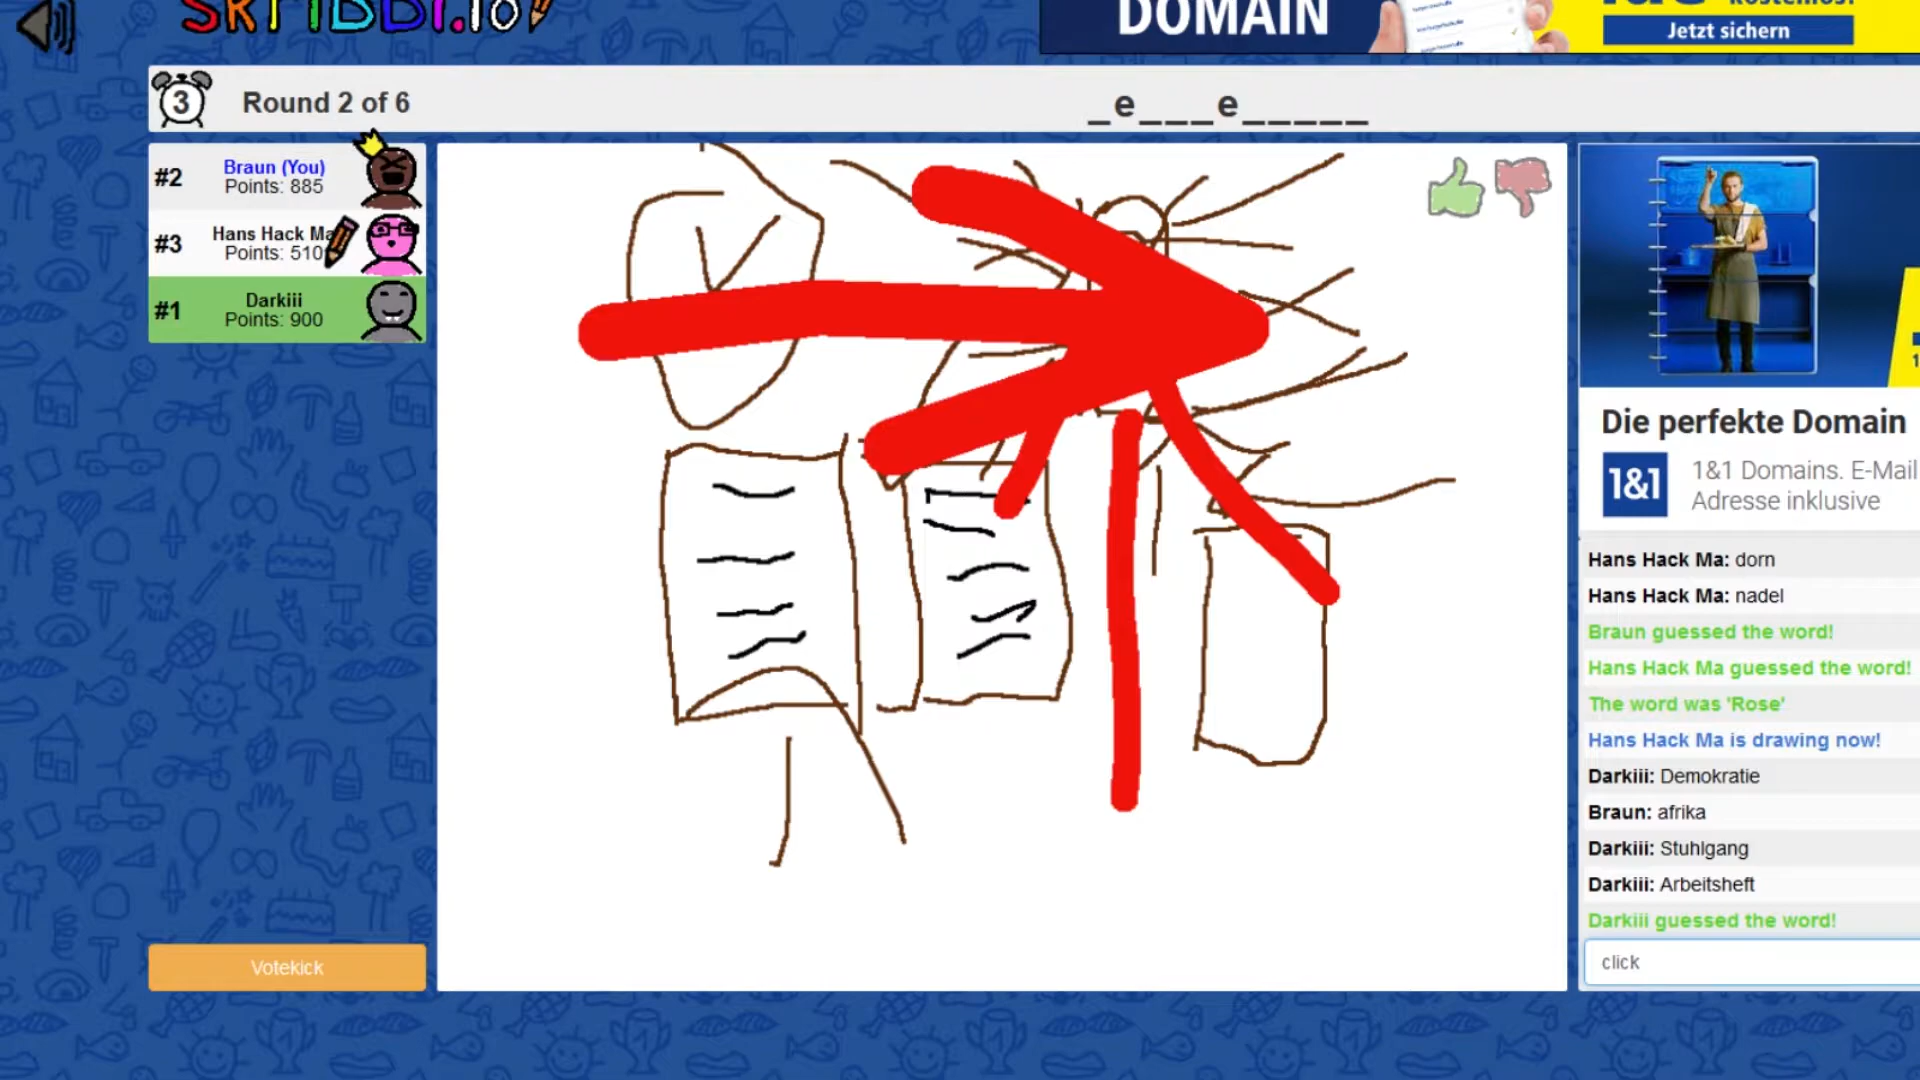 skribbl.io
DOMAIN
kostenlos!
Jetzt sichern
3
Round 2 of 6
_e___e_____
#2
Braun (You)
Points: 885
#3
Hans Hack Ma
Points: 510
#1
Darkiii
Points: 900
Die perfekte Domain
1&1
1&1 Domains. E-Mail
Adresse inklusive
Hans Hack Ma: dorn
Hans Hack Ma: nadel
Braun guessed the word!
Hans Hack Ma guessed the word!
The word was 'Rose'
Hans Hack Ma is drawing now!
Darkiii: Demokratie
Braun: afrika
Darkiii: Stuhlgang
Darkiii: Arbeitsheft
Darkiii guessed the word!
click
Votekick